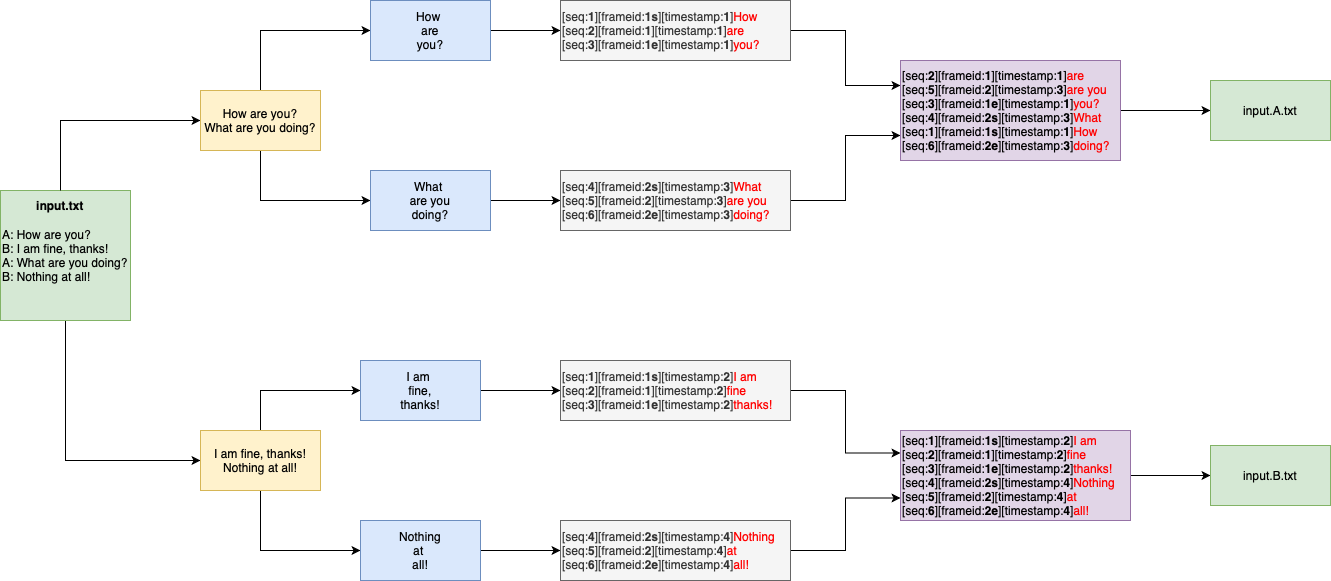 input.txt
A: How are you?
B: I am fine, thanks!
A: What are you doing?
B: Nothing at all!
How are you?
What are you doing?
How
are
you?
[seq:1][frameid:1s][timestamp:1]How
[seq:2][frameid:1][timestamp:1]are
[seq:3][frameid:1e][timestamp:1]you?
What
are you
doing?
[seq:4][frameid:2s][timestamp:3]What
[seq:5][frameid:2][timestamp:3]are you
[seq:6][frameid:2e][timestamp:3]doing?
[seq:2][frameid:1][timestamp:1]are
[seq:5][frameid:2][timestamp:3]are you
[seq:3][frameid:1e][timestamp:1]you?
[seq:4][frameid:2s][timestamp:3]What
[seq:1][frameid:1s][timestamp:1]How
[seq:6][frameid:2e][timestamp:3]doing?
input.A.txt
I am fine, thanks!
Nothing at all!
I am
fine,
thanks!
[seq:1][frameid:1s][timestamp:2]I am
[seq:2][frameid:1][timestamp:2]fine
[seq:3][frameid:1e][timestamp:2]thanks!
Nothing
at
all!
[seq:4][frameid:2s][timestamp:4]Nothing
[seq:5][frameid:2][timestamp:4]at
[seq:6][frameid:2e][timestamp:4]all!
[seq:1][frameid:1s][timestamp:2]I am
[seq:2][frameid:1][timestamp:2]fine
[seq:3][frameid:1e][timestamp:2]thanks!
[seq:4][frameid:2s][timestamp:4]Nothing
[seq:5][frameid:2][timestamp:4]at
[seq:6][frameid:2e][timestamp:4]all!
input.B.txt